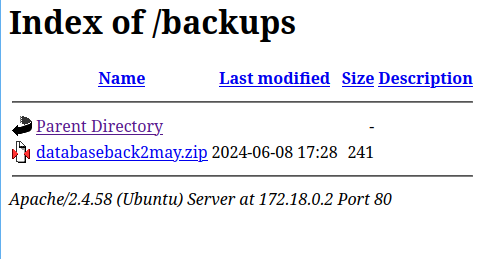 Index of /backups
Name Last modified Size Description
Parent Directory -
databaseback2may.zip 2024-06-08 17:28 241
Apache/2.4.58 (Ubuntu) Server at 172.18.0.2 Port 80